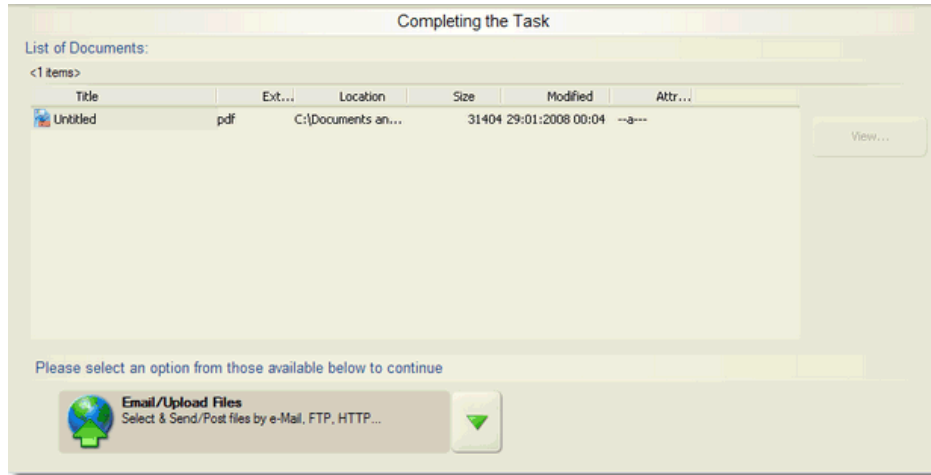 Completing the Task
List of Documents:
<1 items>
Title Ext... Location Size Modified Attr...
Untitled pdf C:\Documents an... 31404 29:01:2008 00:04 --a---
View...
Please select an option from those available below to continue
Email/Upload Files
Select & Send/Post files by e-Mail, FTP, HTTP...